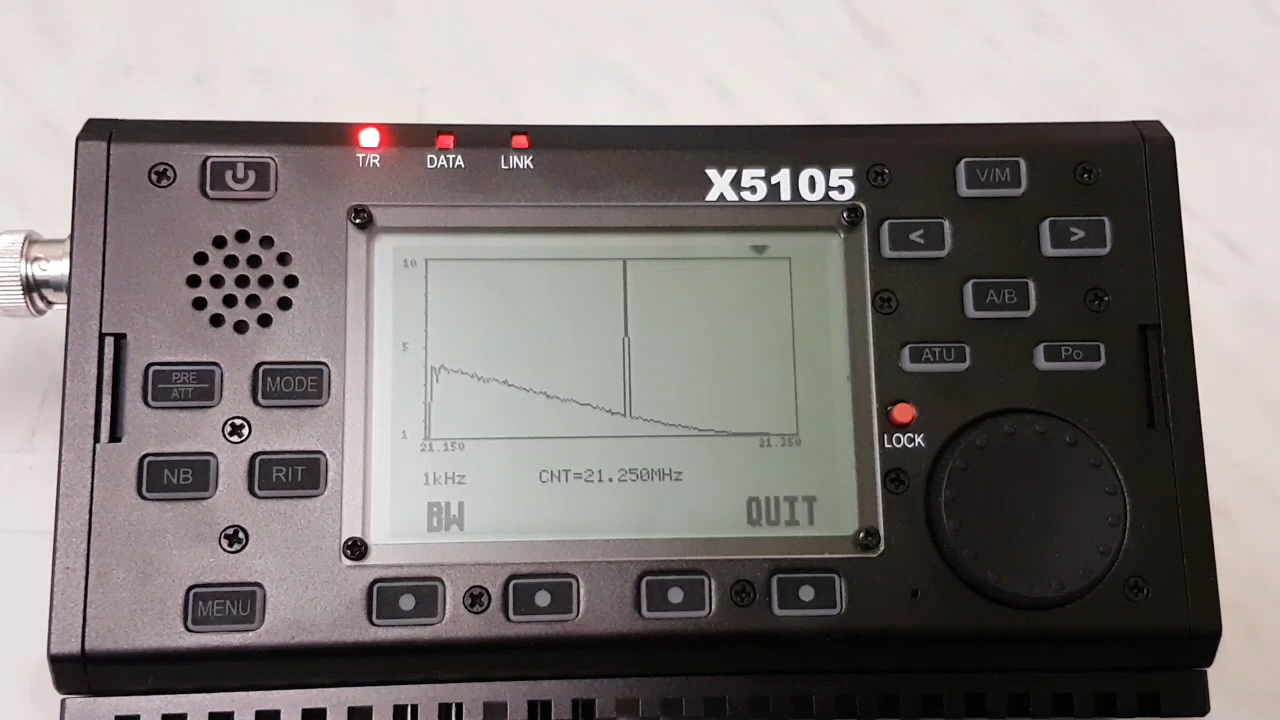 T/R DATA LINK
X5105
V/M
< >
A/B
ATU Po
LOCK
PRE
ATT
MODE
NB RIT
MENU
10
5
1
21.150 21.350
1kHz CNT=21.250MHz
BW QUIT